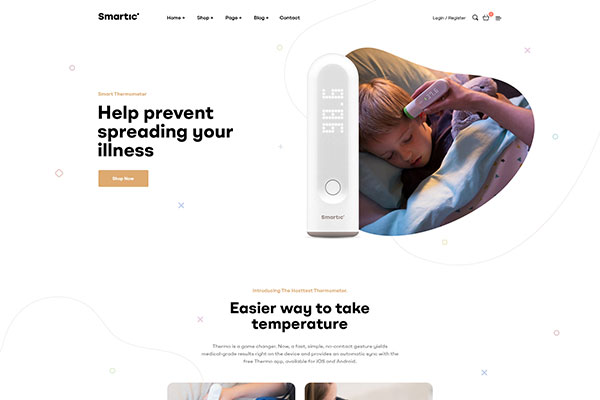 Smartic
Home Shop Page Blog Contact
Login / Register
Smart Thermometer
Help prevent
spreading your
illness
Shop Now
98.6
Smartic
Introducing The Hosttest Thermometer.
Easier way to take
temperature
Thermo is a game changer. Now, a fast, simple, no-contact gesture yields
medical-grade results right on the device and provides an automatic sync with the
free Thermo app, available for iOS and Android.